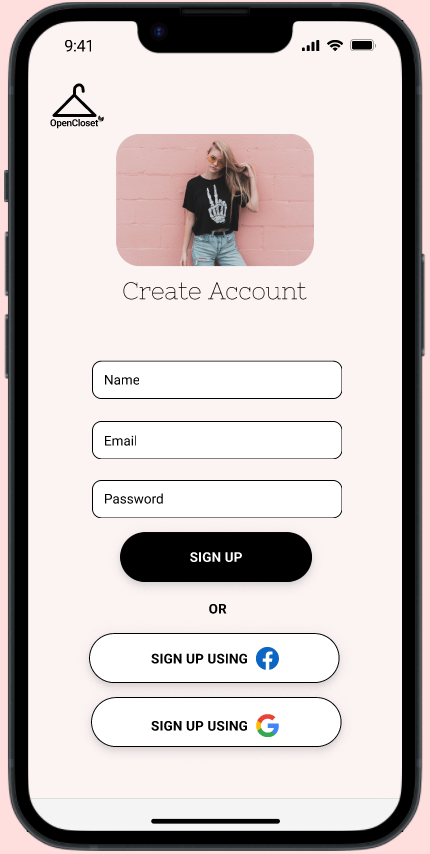 9:41
OpenCloset
Create Account
Name
Email
Password
SIGN UP
OR
SIGN UP USING
SIGN UP USING